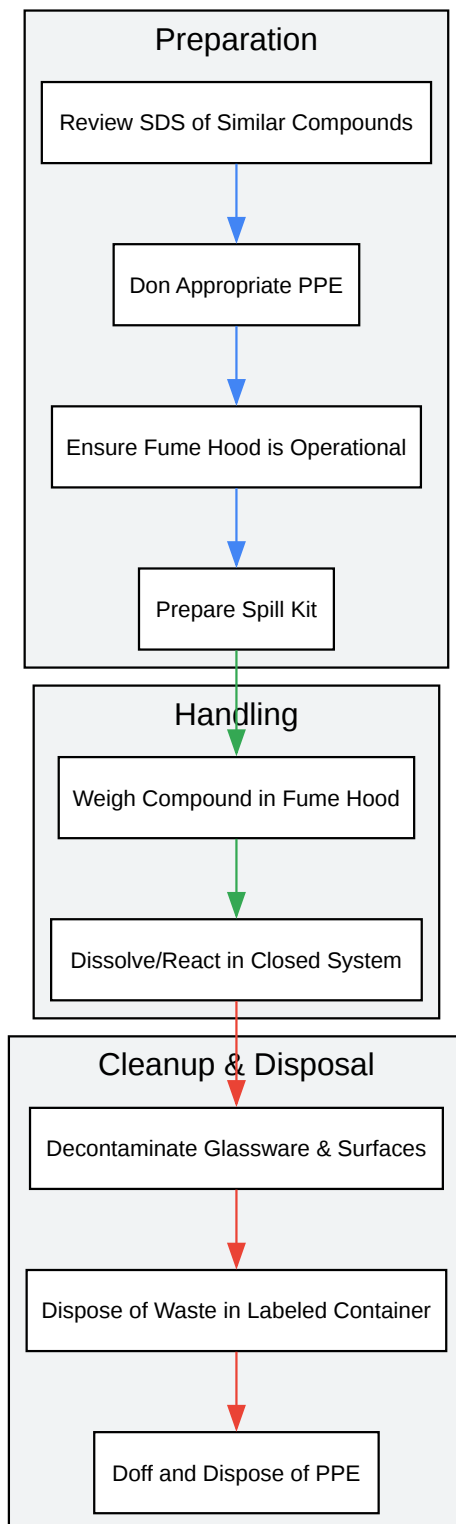 Preparation
Review SDS of Similar Compounds
Don Appropriate PPE
Ensure Fume Hood is Operational
Prepare Spill Kit
Handling
Weigh Compound in Fume Hood
Dissolve/React in Closed System
Cleanup & Disposal
Decontaminate Glassware & Surfaces
Dispose of Waste in Labeled Container
Doff and Dispose of PPE